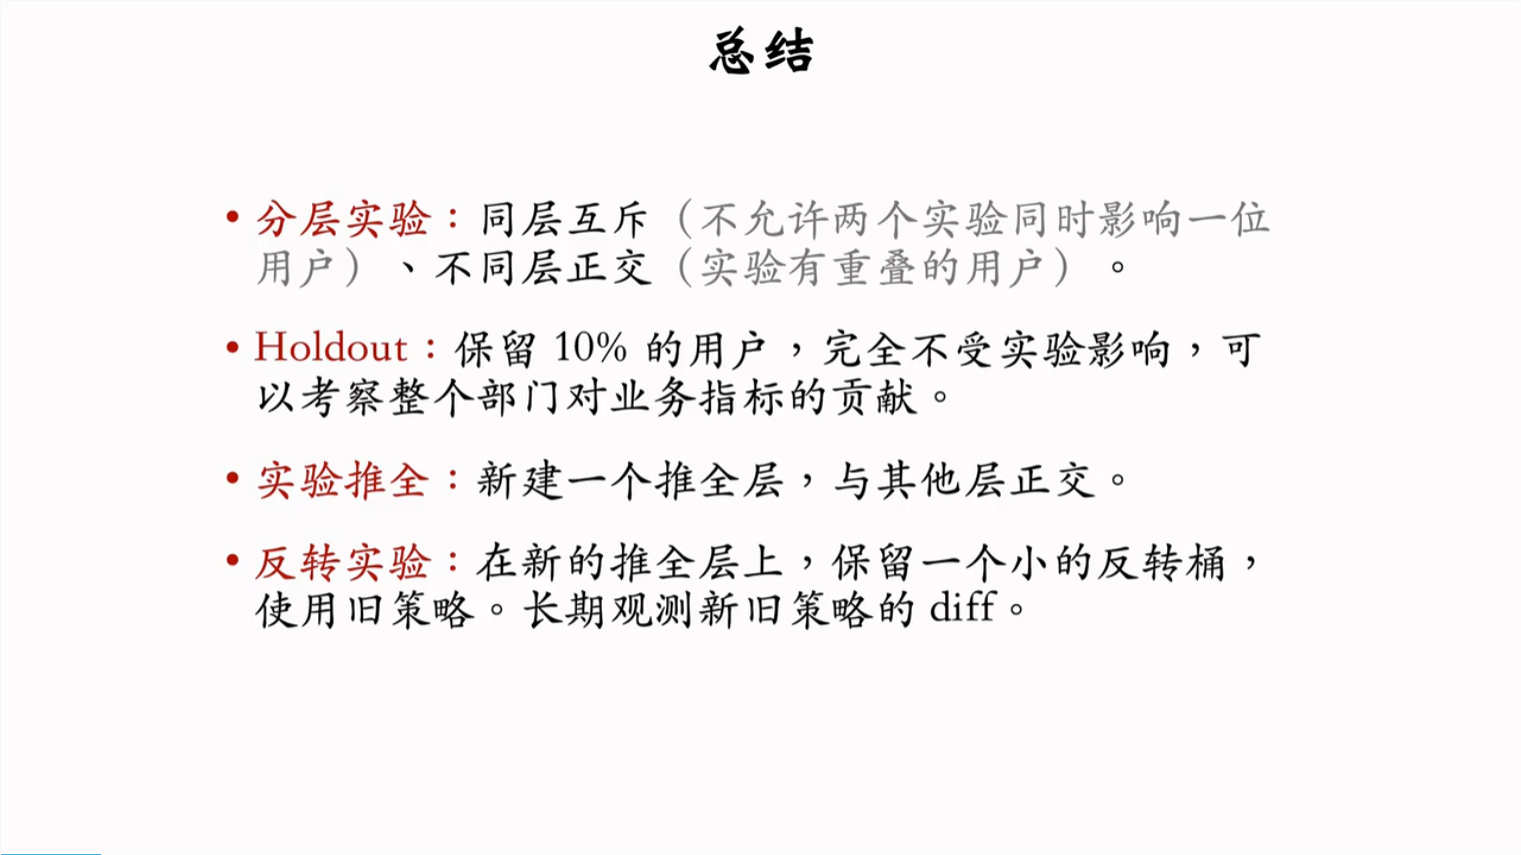 总结
• 分层实验：同层互斥（不允许两个实验同时影响一位
用户）、不同层正交（实验有重叠的用户）。
• Holdout：保留 10% 的用户，完全不受实验影响，可
以考察整个部门对业务指标的贡献。
• 实验推全：新建一个推全层，与其他层正交。
• 反转实验：在新的推全层上，保留一个小的反转桶，
使用旧策略。长期观测新旧策略的 diff。